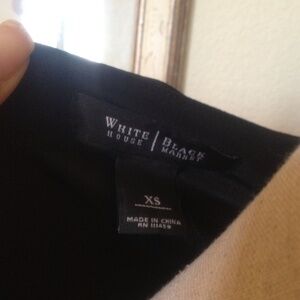 WHITE | BLACK
HOUSE | MARKET
XS
MADE IN CHINA
RN 111459